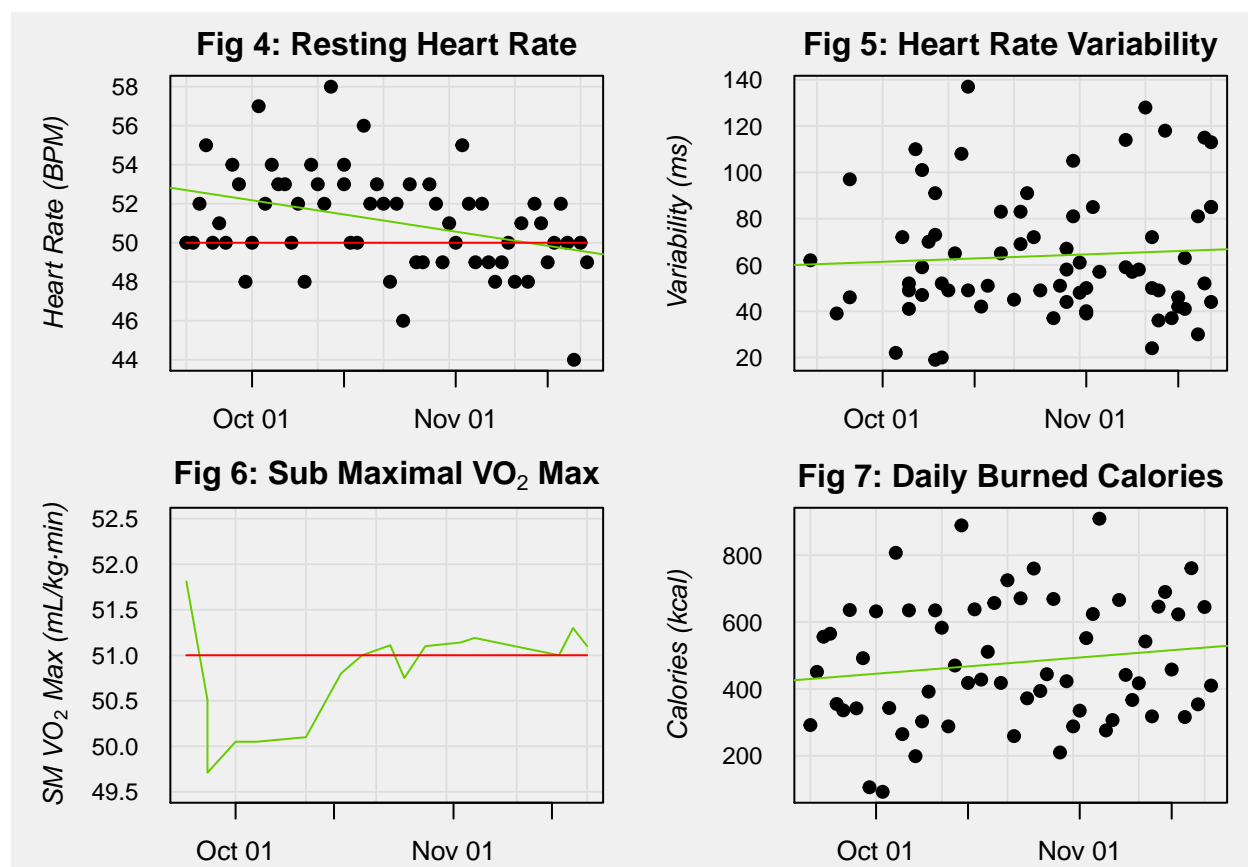 Fig 4: Resting Heart Rate
Heart Rate (BPM)
58
56
54
52
50
48
46
44
Oct 01
Nov 01
Fig 5: Heart Rate Variability
Variability (ms)
140
120
100
80
60
40
20
Oct 01
Nov 01
Fig 6: Sub Maximal VO₂ Max
SM VO₂ Max (mL/kg·min)
52.5
52.0
51.5
51.0
50.5
50.0
49.5
Oct 01
Nov 01
Fig 7: Daily Burned Calories
Calories (kcal)
800
600
400
200
Oct 01
Nov 01